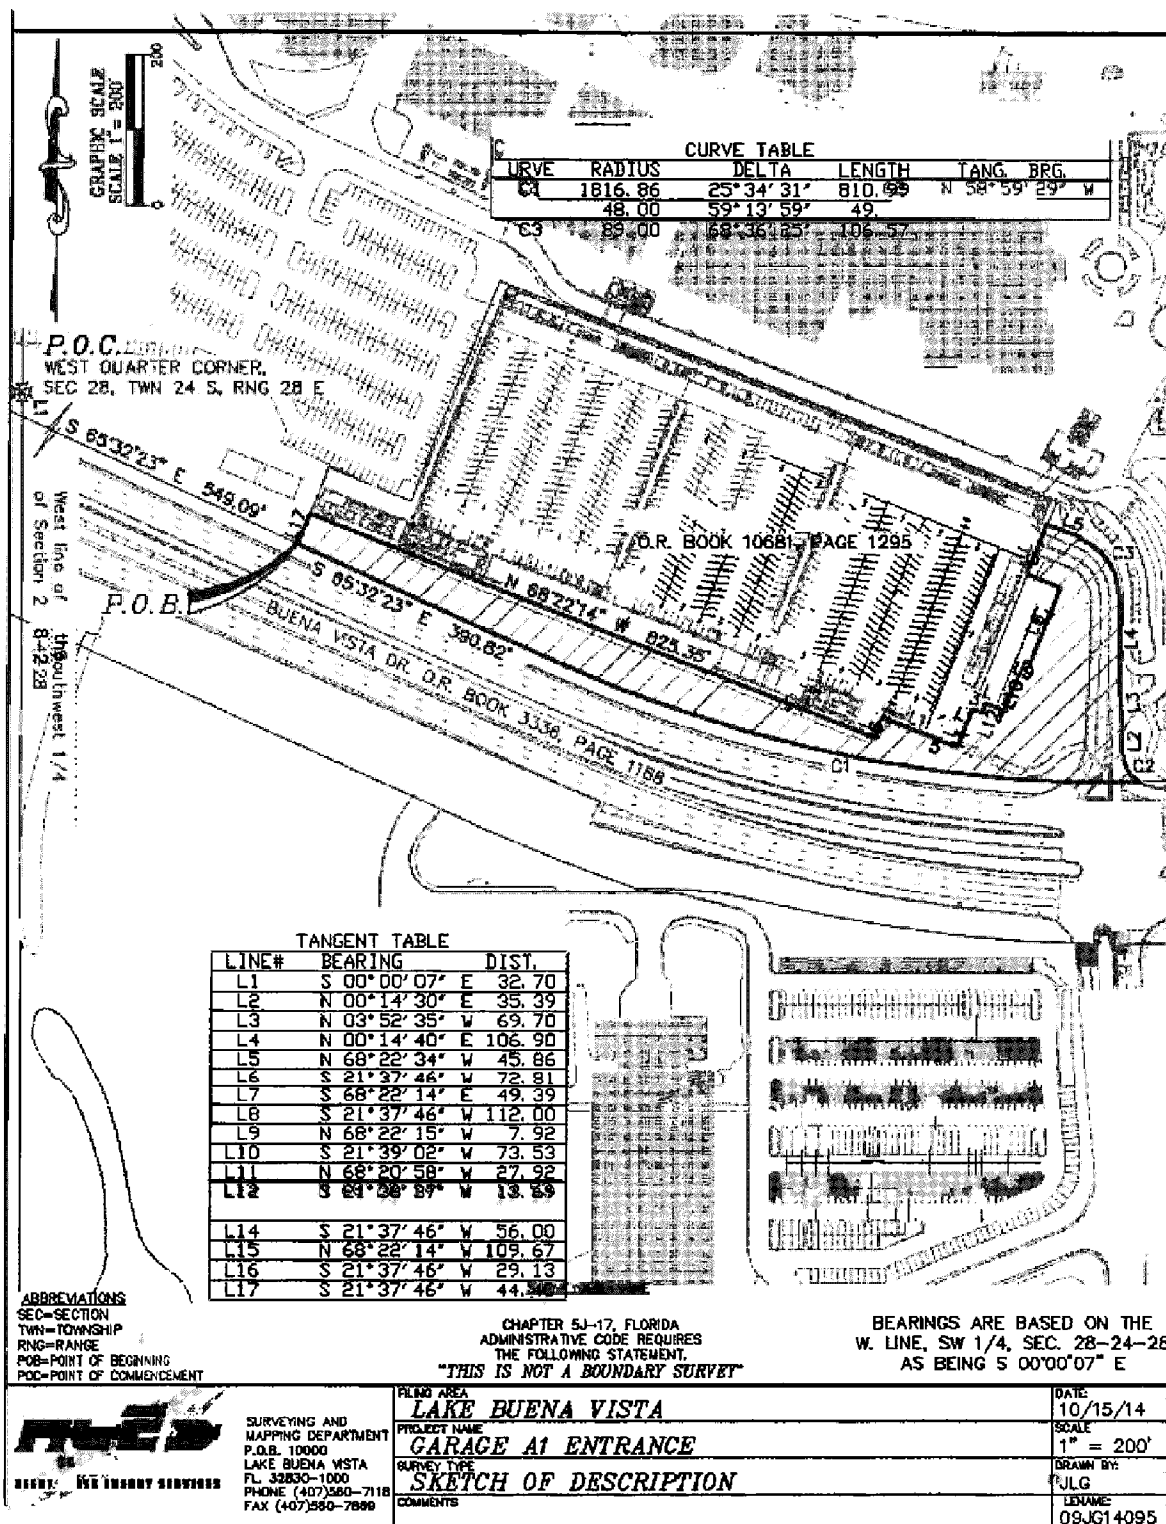 GRAPHIC SCALE
SCALE 1" = 200'
0
200
CURVE TABLE
URVE RADIUS DELTA LENGTH TANG. BRG.
C1 1816.86 25°34'31" 810.99 N 58°59'29" W
48.00 59°13'59" 49.
C3 89.00 68°36'25" 106.57
P.O.C.
WEST QUARTER CORNER,
SEC 28, TWN 24 S, RNG 28 E
L1
S 65°32'23" E 549.09'
L7
West line of
of Section 2
P.O.B.
S 65°32'23" E 390.82'
N 68°22'14" W 825.36'
O.R. BOOK 10681, PAGE 1295
BUENA VISTA DR. O.R. BOOK 3336, PAGE 1188
L5
C3
L4
L3
L2
C2
C1
TANGENT TABLE
LINE# BEARING DIST.
L1 S 00°00'07" E 32.70
L2 N 00°14'30" E 35.39
L3 N 03°52'35" W 69.70
L4 N 00°14'40" E 106.90
L5 N 68°22'34" W 45.86
L6 S 21°37'46" W 72.81
L7 S 68°22'14" E 49.39
L8 S 21°37'46" W 112.00
L9 N 68°22'15" W 7.92
L10 S 21°39'02" W 73.53
L11 N 68°20'58" W 27.92
L12 W
L14 S 21°37'46" W 56.00
L15 N 68°22'14" W 109.67
L16 S 21°37'46" W 29.13
L17 S 21°37'46" W 44.
ABBREVIATIONS
SEC=SECTION
TWN=TOWNSHIP
RNG=RANGE
POB=POINT OF BEGINNING
POC=POINT OF COMMENCEMENT
CHAPTER 5J-17, FLORIDA
ADMINISTRATIVE CODE REQUIRES
THE FOLLOWING STATEMENT,
"THIS IS NOT A BOUNDARY SURVEY"
BEARINGS ARE BASED ON THE
W. LINE, SW 1/4, SEC. 28-24-28
AS BEING S 00°00'07" E
SURVEYING AND
MAPPING DEPARTMENT
P.O.B. 10000
LAKE BUENA VISTA
FL. 32830-1000
PHONE (407)560-7118
FAX (407)560-7899
FILING AREA
LAKE BUENA VISTA
PROJECT NAME
GARAGE A1 ENTRANCE
SURVEY TYPE
SKETCH OF DESCRIPTION
COMMENTS
DATE:
10/15/14
SCALE
1" = 200'
DRAWN BY:
JLG
LENAME:
09JG14095